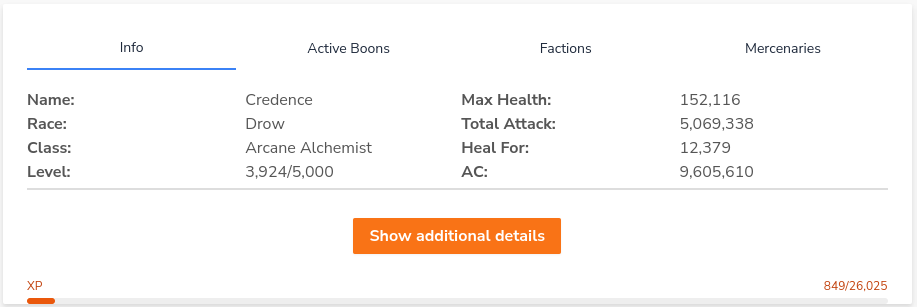 Info Active Boons Factions Mercenaries
Name: Credence Max Health: 152,116
Race: Drow Total Attack: 5,069,338
Class: Arcane Alchemist Heal For: 12,379
Level: 3,924/5,000 AC: 9,605,610
Show additional details
XP 849/26,025